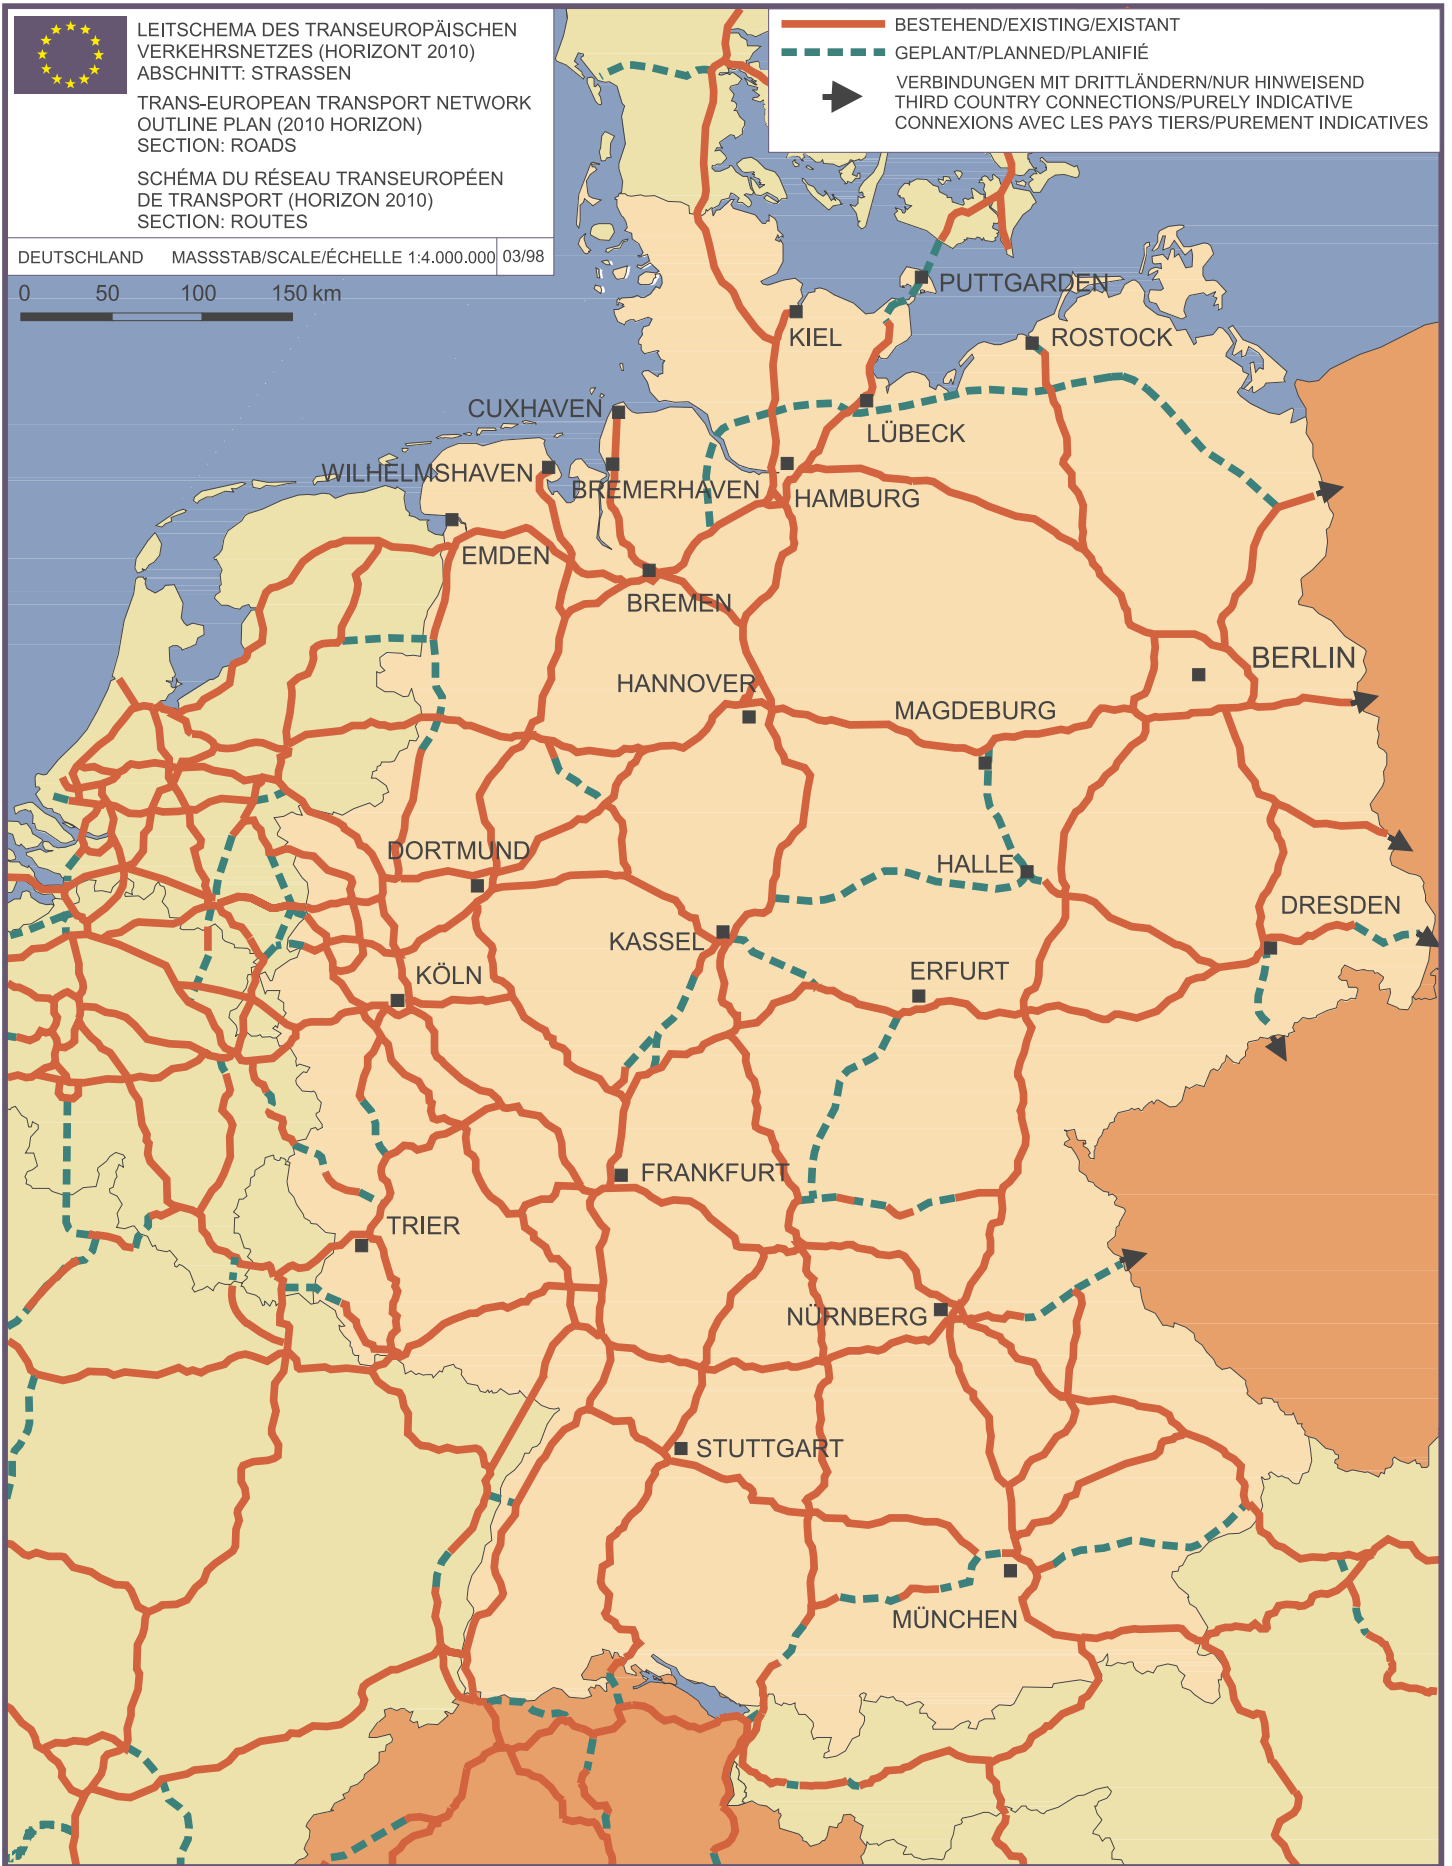 LEITSCHEMA DES TRANSEUROPÄISCHEN
VERKEHRSNETZES (HORIZONT 2010)
ABSCHNITT: STRASSEN
TRANS-EUROPEAN TRANSPORT NETWORK
OUTLINE PLAN (2010 HORIZON)
SECTION: ROADS
SCHÉMA DU RÉSEAU TRANSEUROPÉEN
DE TRANSPORT (HORIZON 2010)
SECTION: ROUTES
DEUTSCHLAND MASSSTAB/SCALE/ÉCHELLE 1:4.000.000 03/98
0 50 100 150 km
BESTEHEND/EXISTING/EXISTANT
GEPLANT/PLANNED/PLANIFIÉ
VERBINDUNGEN MIT DRITTLÄNDERN/NUR HINWEISEND
THIRD COUNTRY CONNECTIONS/PURELY INDICATIVE
CONNEXIONS AVEC LES PAYS TIERS/PUREMENT INDICATIVES
PUTTGARDEN
KIEL
ROSTOCK
CUXHAVEN
LÜBECK
WILHELMSHAVEN
BREMERHAVEN
HAMBURG
EMDEN
BREMEN
BERLIN
HANNOVER
MAGDEBURG
DORTMUND
HALLE
DRESDEN
KASSEL
KÖLN
ERFURT
FRANKFURT
TRIER
NÜRNBERG
STUTTGART
MÜNCHEN